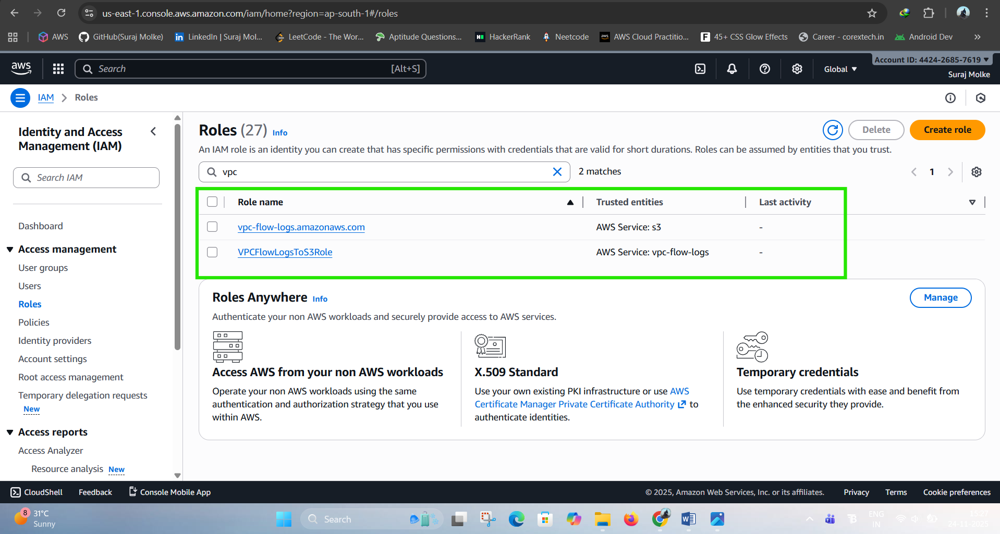 us-east-1.console.aws.amazon.com/iam/home?region=ap-south-1#/roles
AWS
GitHub(Suraj Molke)
LinkedIn | Suraj Mol...
LeetCode - The Wor...
Aptitude Questions...
HackerRank
Neetcode
AWS Cloud Practitio...
45+ CSS Glow Effects
Career - corextech.in
Android Dev
aws
Search
[Alt+S]
Global
Account ID: 4424-2685-7619
Suraj Molke
IAM
Roles
Identity and Access
Management (IAM)
Search IAM
Dashboard
Access management
User groups
Users
Roles
Policies
Identity providers
Account settings
Root access management
Temporary delegation requests
New
Access reports
Access Analyzer
Resource analysis New
Roles (27) Info
Delete
Create role
An IAM role is an identity you can create that has specific permissions with credentials that are valid for short durations. Roles can be assumed by entities that you trust.
vpc
2 matches
1
Role name
Trusted entities
Last activity
vpc-flow-logs.amazonaws.com
AWS Service: s3
-
VPCFlowLogsToS3Role
AWS Service: vpc-flow-logs
-
Roles Anywhere Info
Manage
Authenticate your non AWS workloads and securely provide access to AWS services.
Access AWS from your non AWS workloads
Operate your non AWS workloads using the same
authentication and authorization strategy that you use
within AWS.
X.509 Standard
Use your own existing PKI infrastructure or use AWS
Certificate Manager Private Certificate Authority to
authenticate identities.
Temporary credentials
Use temporary credentials with ease and benefit from
the enhanced security they provide.
CloudShell
Feedback
Console Mobile App
© 2025, Amazon Web Services, Inc. or its affiliates.
Privacy
Terms
Cookie preferences
8
31°C
Sunny
Search
ENG
IN
15:27
24-11-2025